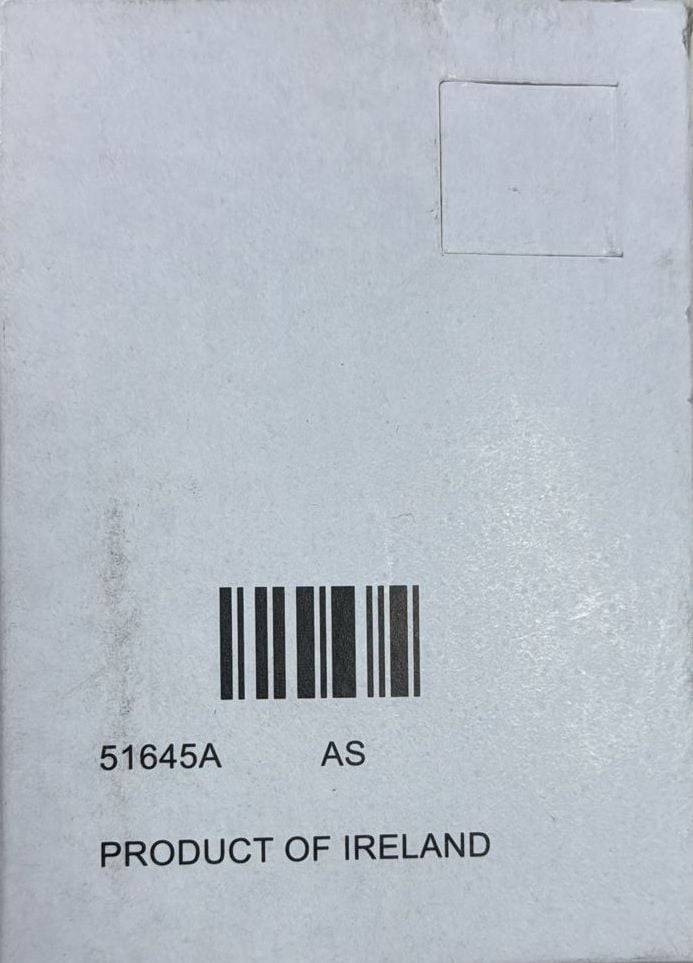 51645A AS
PRODUCT OF IRELAND